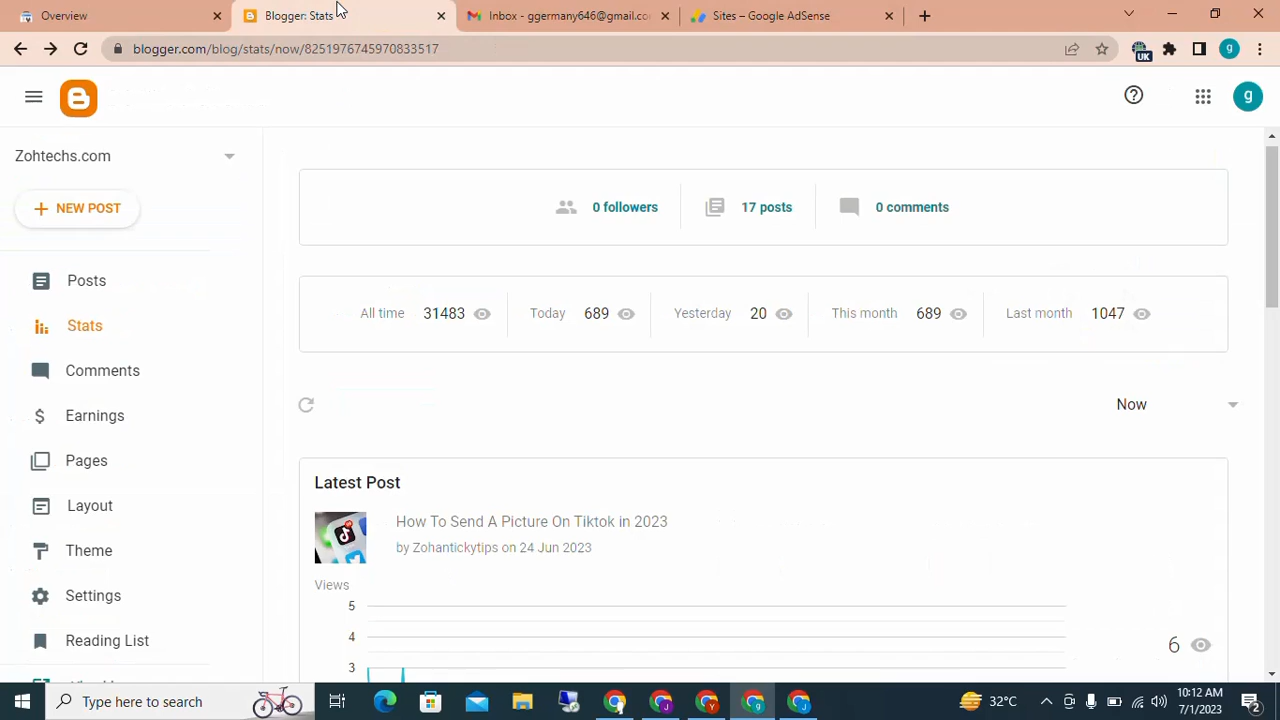 Overview
Blogger: Stats
Inbox - ggermany646@gmail.co
Sites – Google AdSense
blogger.com/blog/stats/now/8251976745970833517
UK
g
g
Zohtechs.com
NEW POST
0 followers
17 posts
0 comments
Posts
All time 31483
Today 689
Yesterday 20
This month 689
Last month 1047
Stats
Comments
Now
Earnings
Pages
Latest Post
Layout
How To Send A Picture On Tiktok in 2023
by Zohantickytips on 24 Jun 2023
Theme
Views
Settings
5
4
6
Reading List
3
Type here to search
32°C
10:12 AM
7/1/2023
2